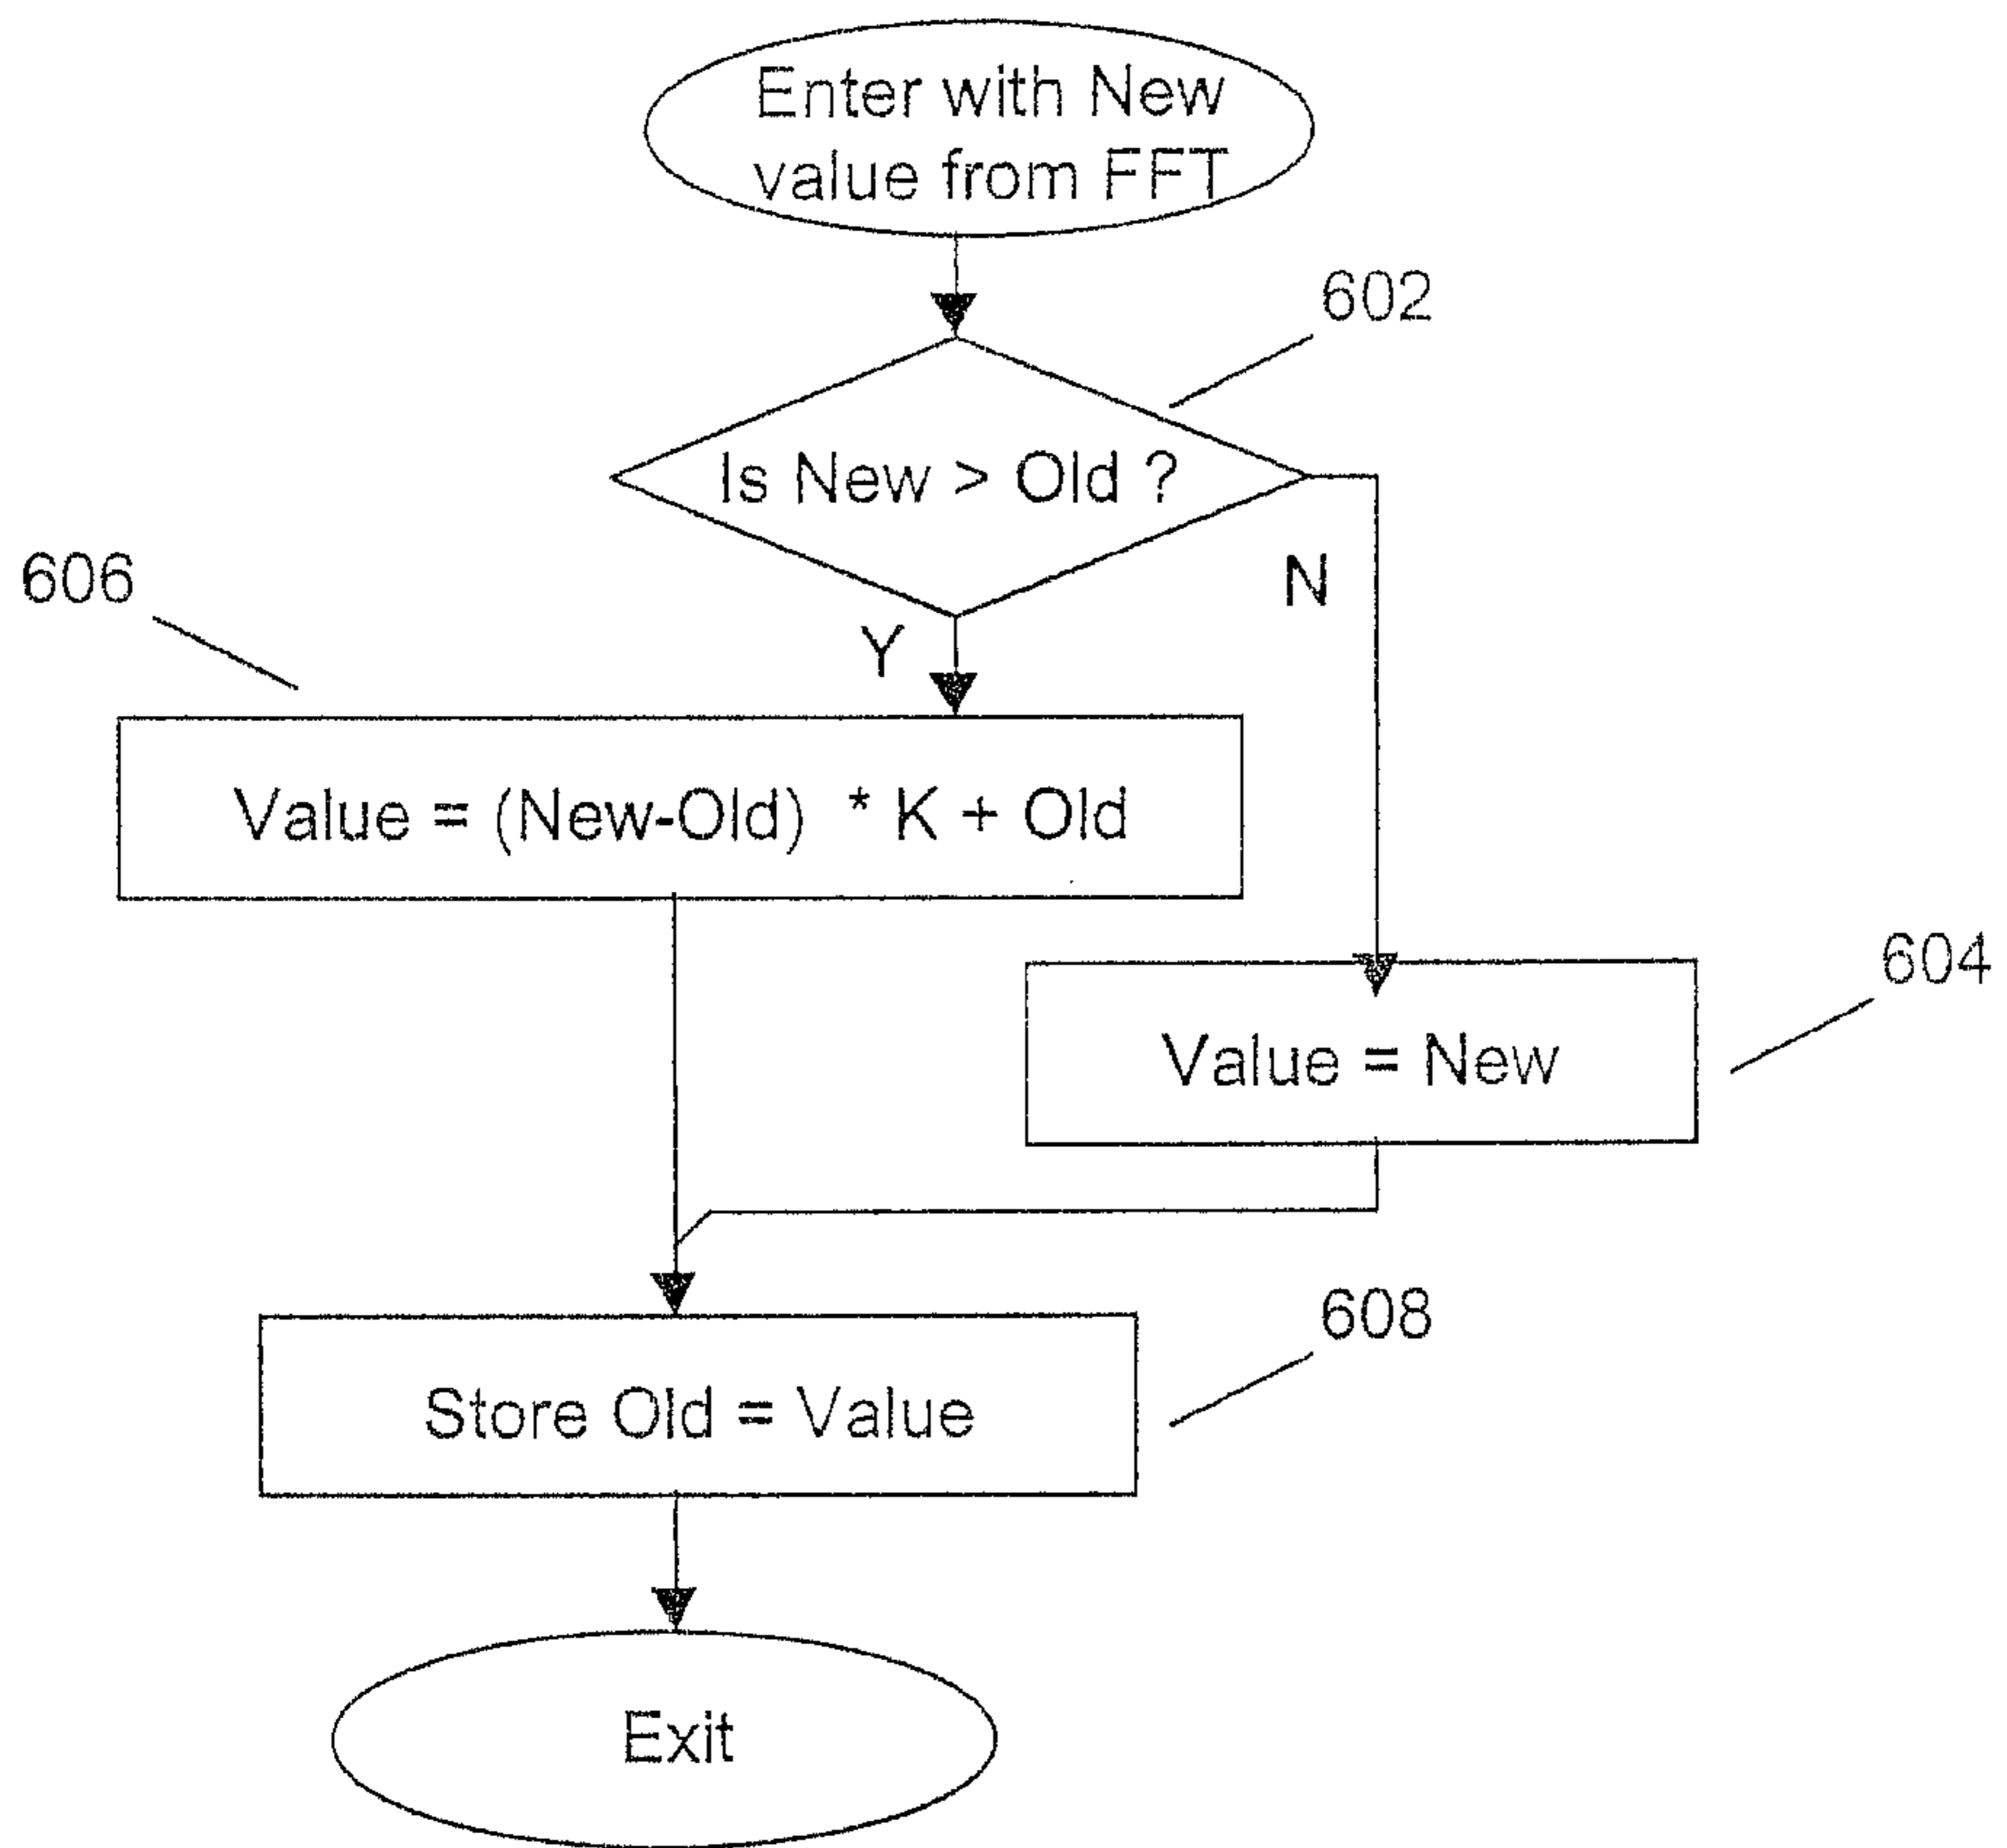 Enter with New
value from FFT
602
Is New > Old ?
606
N
Y
Value = (New-Old) * K + Old
604
Value = New
608
Store Old = Value
Exit